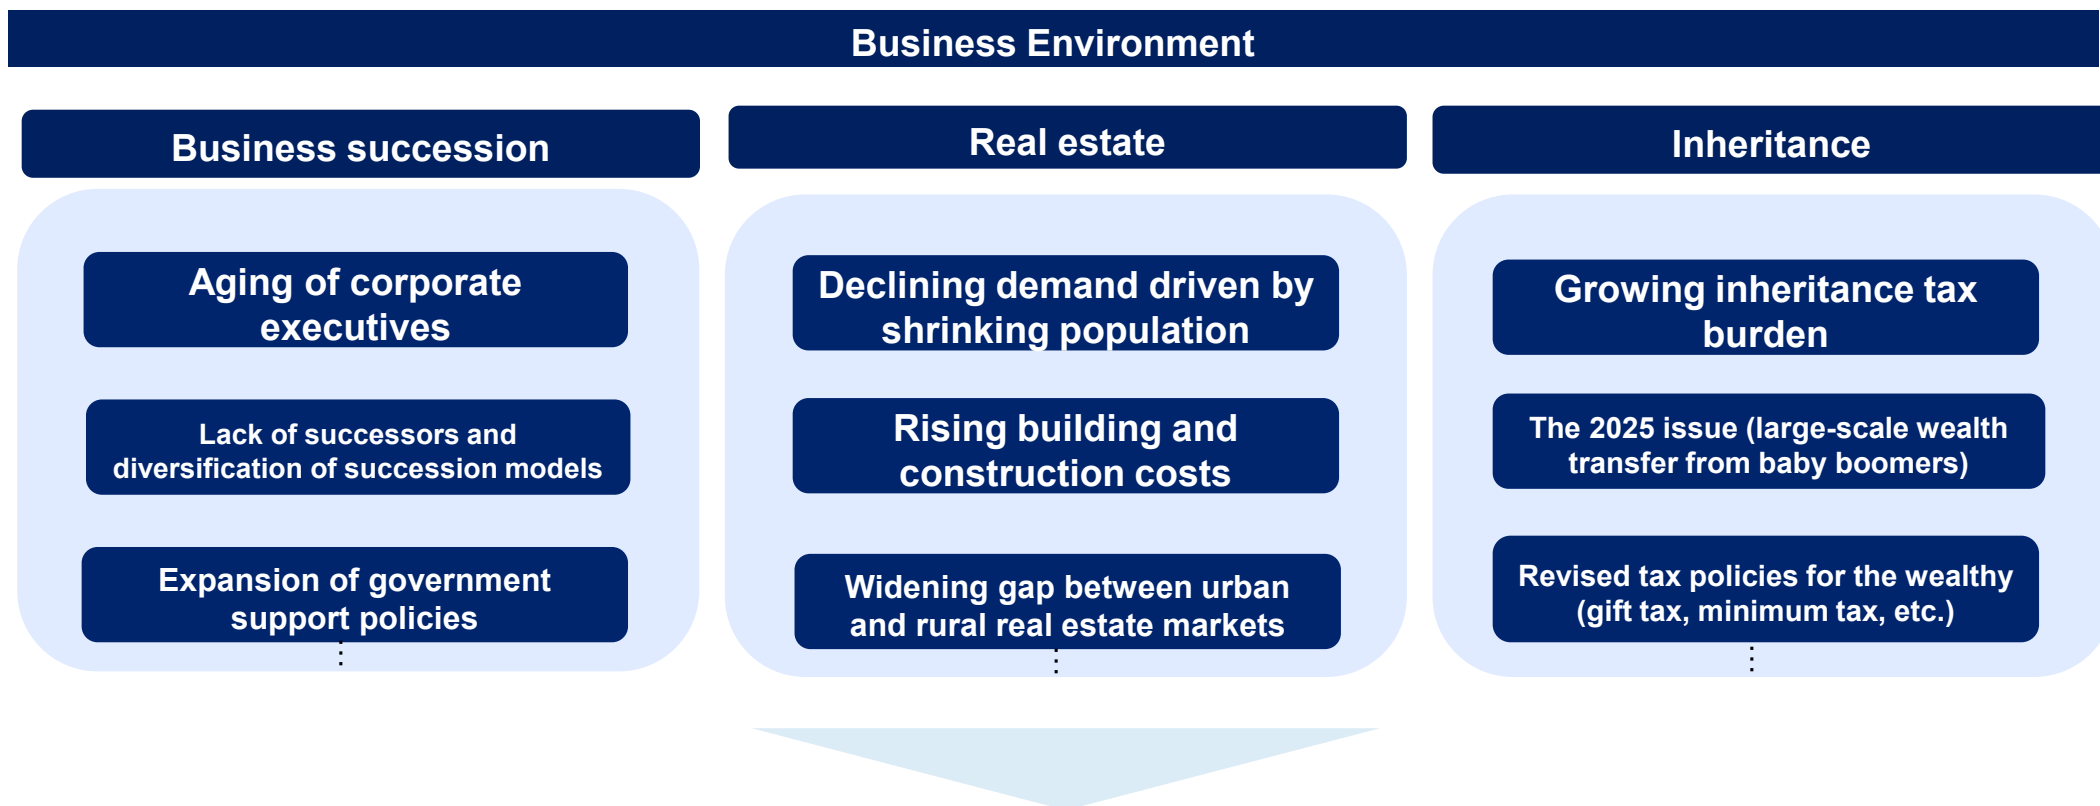 Business Environment
Business succession
Aging of corporate
executives
Lack of successors and
diversification of succession models
Expansion of government
support policies
Real estate
Declining demand driven by
shrinking population
Rising building and
construction costs
Widening gap between urban
and rural real estate markets
Inheritance
Growing inheritance tax
burden
The 2025 issue (large-scale wealth
transfer from baby boomers)
Revised tax policies for the wealthy
(gift tax, minimum tax, etc.)